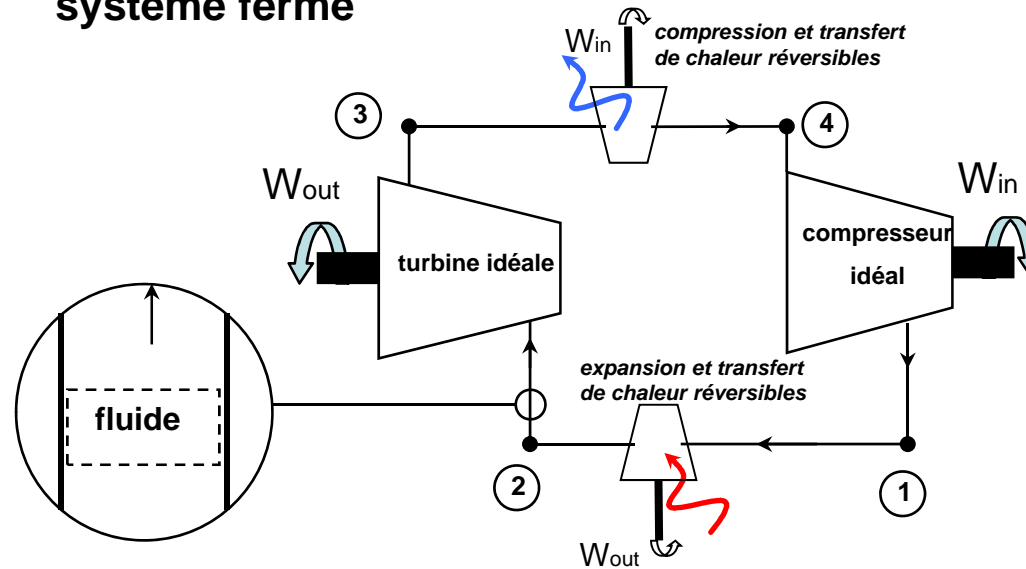 système fermé
Win
compression et transfert
de chaleur réversibles
3
4
Wout
Win
turbine idéale
compresseur
idéal
fluide
expansion et transfert
de chaleur réversibles
2
1
Wout